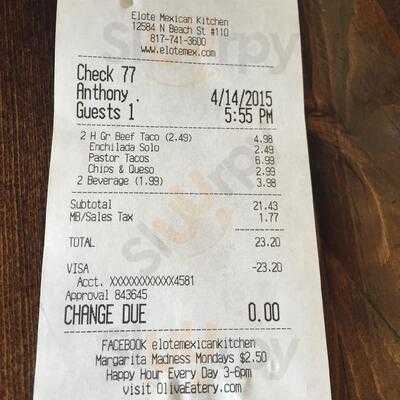 Elote Mexican Kitchen
12584 N Beach St #110
817-741-3600
www.elotemex.com
Check 77
Anthony . 4/14/2015
Guests 1 5:55 PM
2 H Gr Beef Taco (2.49) 4.98
Enchilada Solo 2.49
Pastor Tacos 6.99
Chips & Queso 2.99
2 Beverage (1.99) 3.98
Subtotal 21.43
MB/Sales Tax 1.77
TOTAL 23.20
VISA -23.20
Acct. XXXXXXXXXXXX4581
Approval 843645
CHANGE DUE 0.00
FACEBOOK elotemexicankitchen
Margarita Madness Mondays $2.50
Happy Hour Every Day 3-6pm
visit OlivaEatery.com